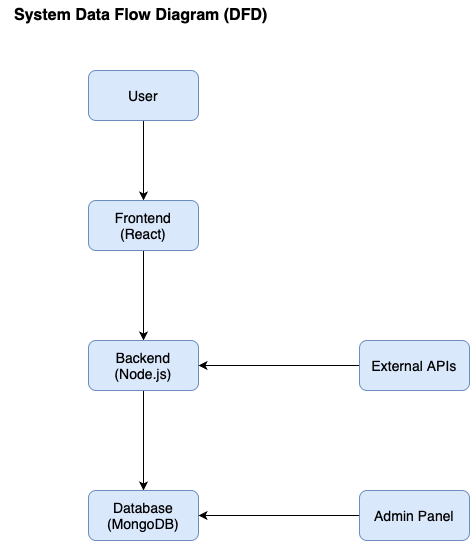 System Data Flow Diagram (DFD)
User
Frontend
(React)
Backend
(Node.js)
External APIs
Database
(MongoDB)
Admin Panel